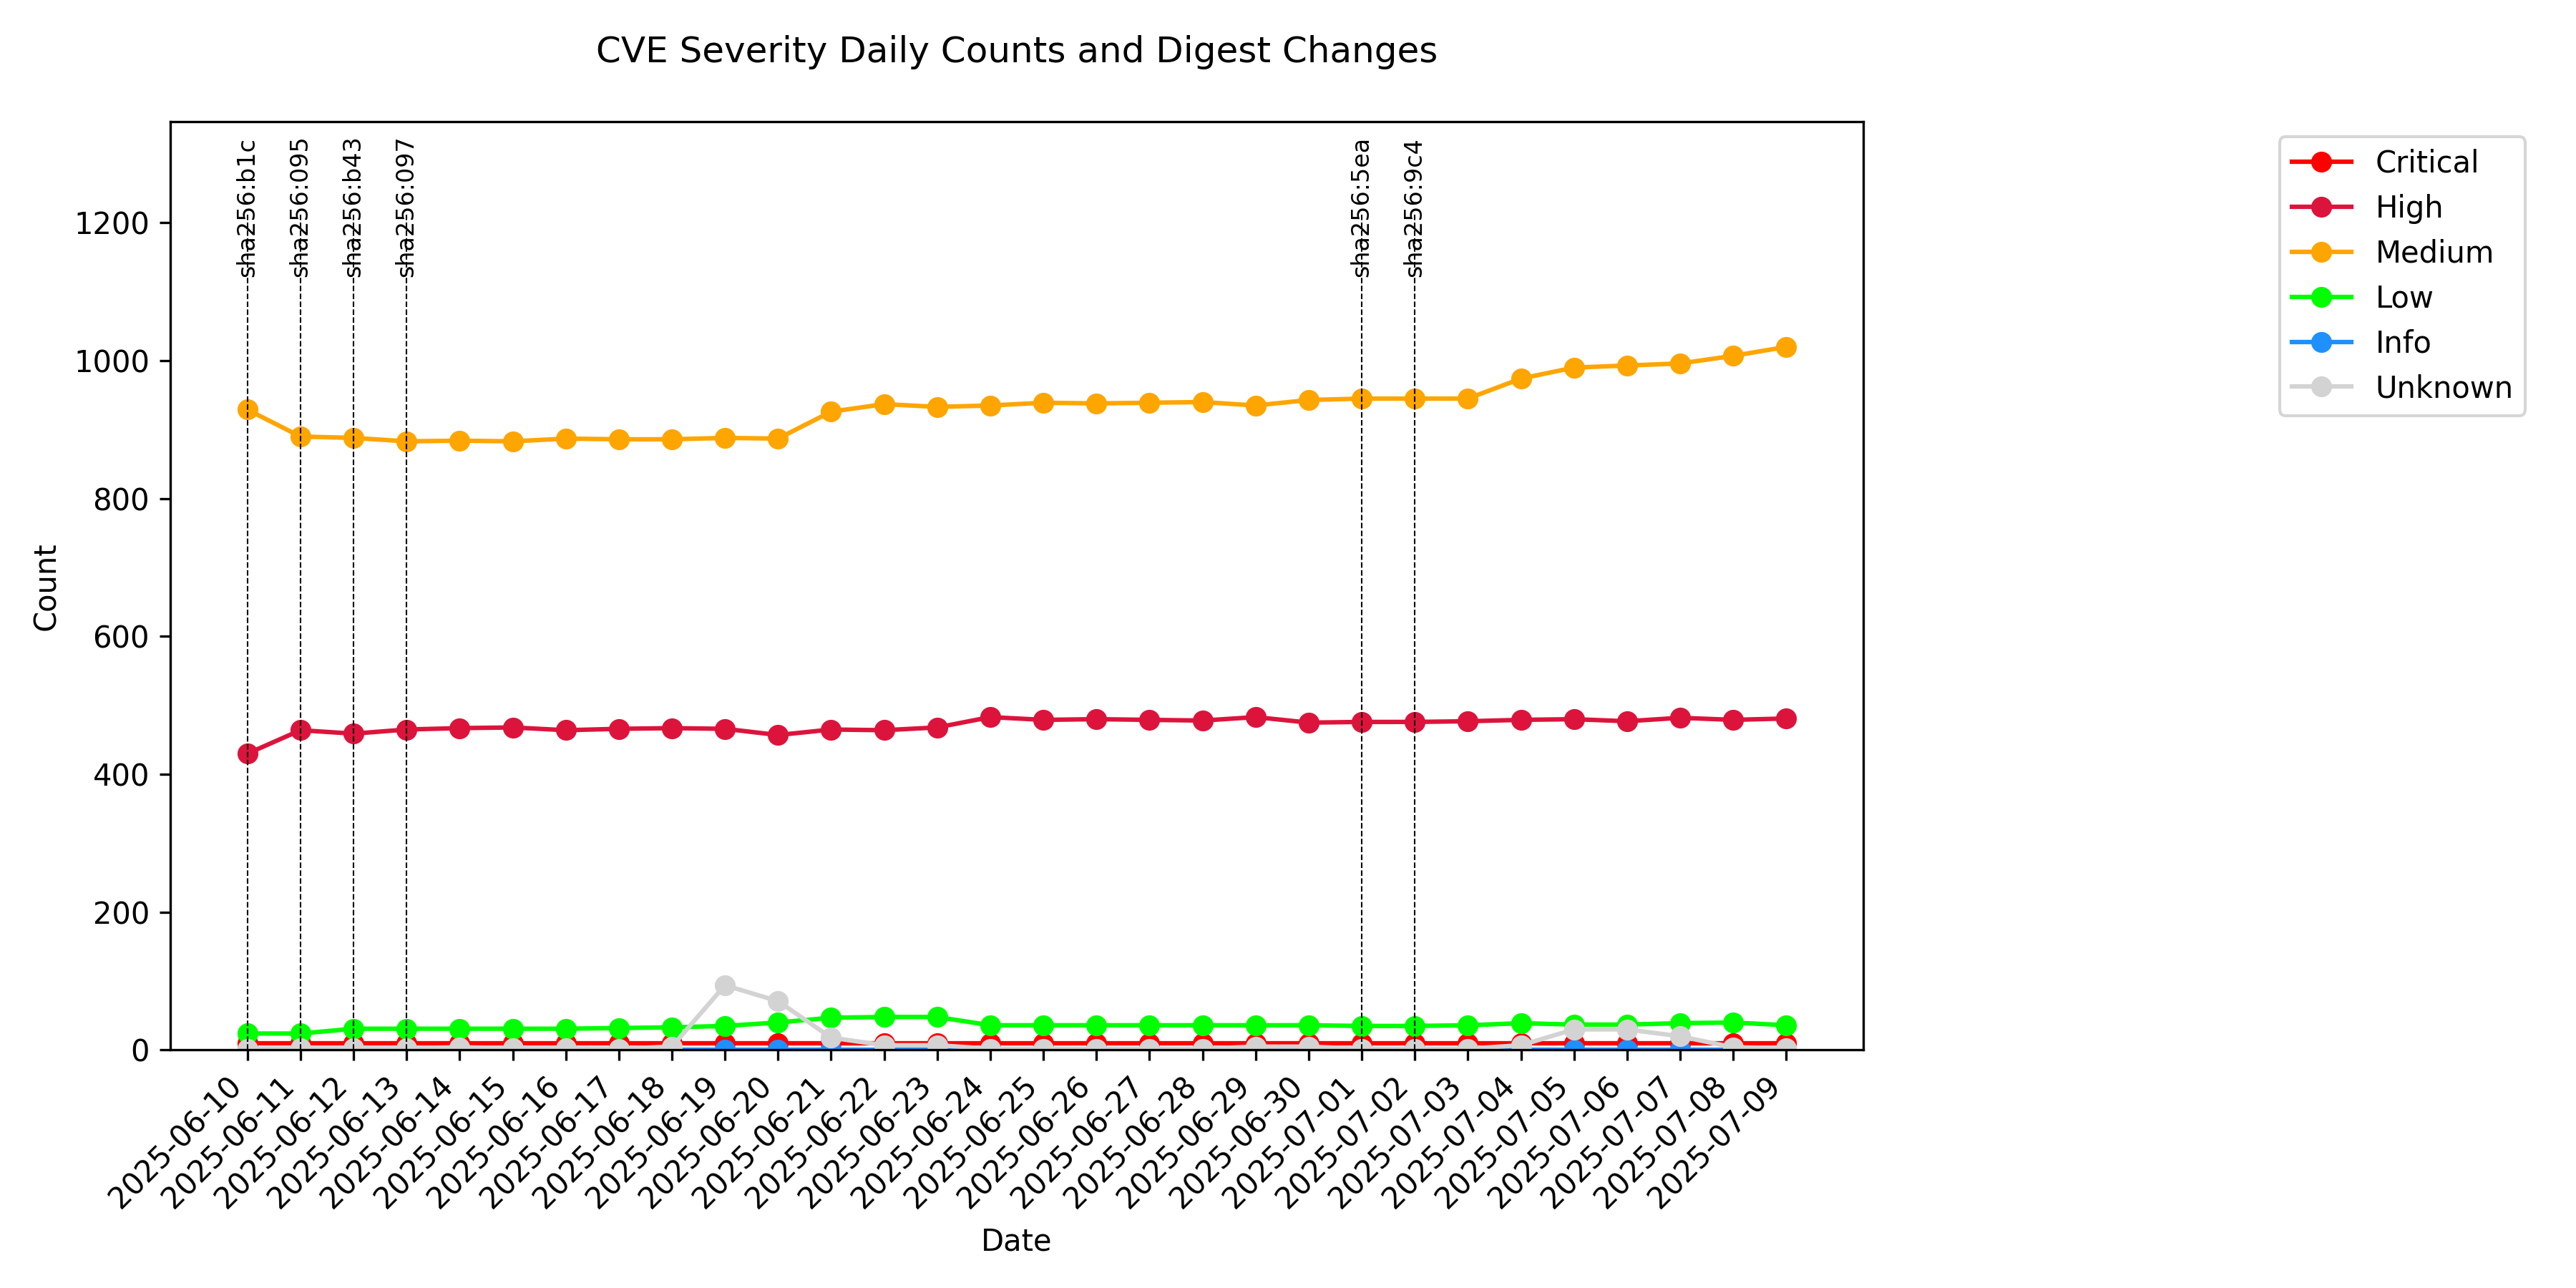 CVE Severity Daily Counts and Digest Changes
sha256:b1c
sha256:095
sha256:b43
sha256:097
sha256:5ea
sha256:9c4
Critical
High
Medium
Low
Info
Unknown
1200
1000
800
600
400
200
0
Count
2025-06-10
2025-06-11
2025-06-12
2025-06-13
2025-06-14
2025-06-15
2025-06-16
2025-06-17
2025-06-18
2025-06-19
2025-06-20
2025-06-21
2025-06-22
2025-06-23
2025-06-24
2025-06-25
2025-06-26
2025-06-27
2025-06-28
2025-06-29
2025-06-30
2025-07-01
2025-07-02
2025-07-03
2025-07-04
2025-07-05
2025-07-06
2025-07-07
2025-07-08
2025-07-09
Date